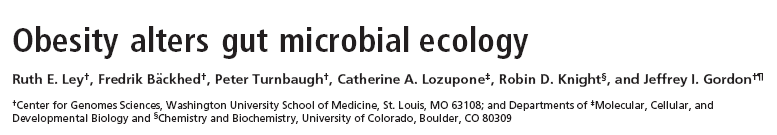 Obesity alters gut microbial ecology
Ruth E. Ley†, Fredrik Bäckhed†, Peter Turnbaugh†, Catherine A. Lozupone‡, Robin D. Knight§, and Jeffrey I. Gordon†¶
†Center for Genomes Sciences, Washington University School of Medicine, St. Louis, MO 63108; and Departments of ‡Molecular, Cellular, and
Developmental Biology and §Chemistry and Biochemistry, University of Colorado, Boulder, CO 80309